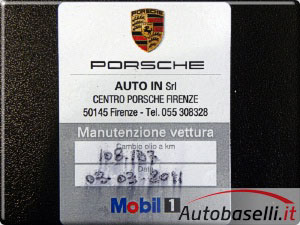 PORSCHE
AUTO IN Srl
CENTRO PORSCHE FIRENZE
50145 Firenze - Tel. 055 308328
Manutenzione vettura
Cambio olio a km
108.107
Data
02-03-2011
Mobil 1
Autobaselli.it